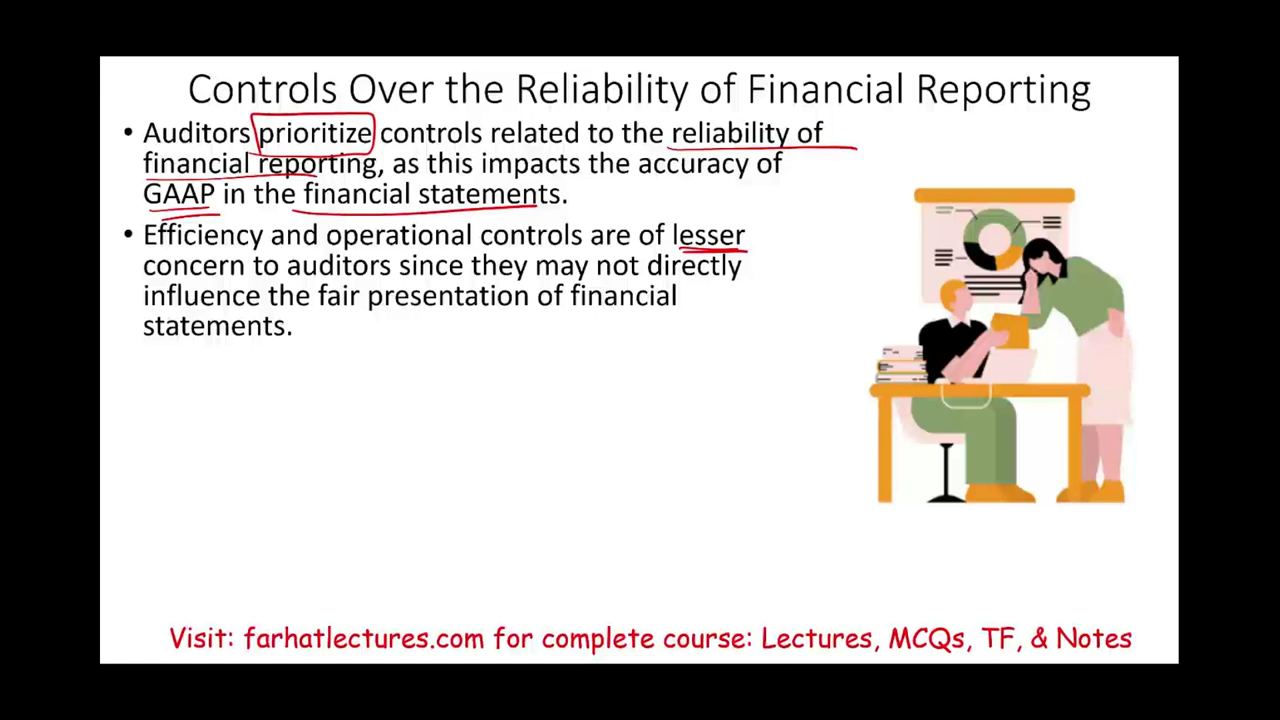 Controls Over the Reliability of Financial Reporting
• Auditors prioritize controls related to the reliability of
financial reporting, as this impacts the accuracy of
GAAP in the financial statements.
• Efficiency and operational controls are of lesser
concern to auditors since they may not directly
influence the fair presentation of financial
statements.
Visit: farhatlectures.com for complete course: Lectures, MCQs, TF, & Notes